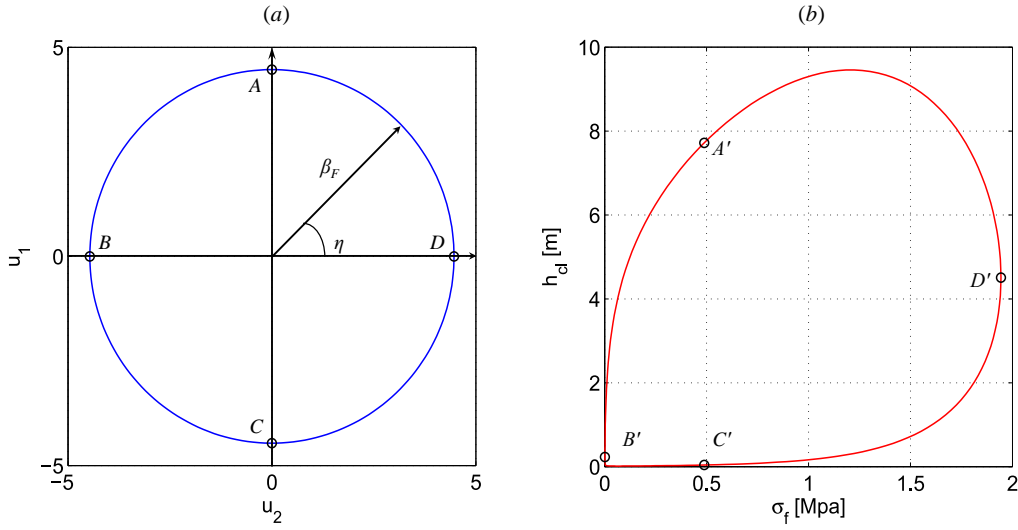 (a)
5
A
β_F
u_1
B
η
D
0
C
−5
−5
0
5
u_2
(b)
10
8
A′
6
h_cl [m]
D′
4
2
B′
C′
0
0
0.5
1
1.5
2
σ_f [Mpa]